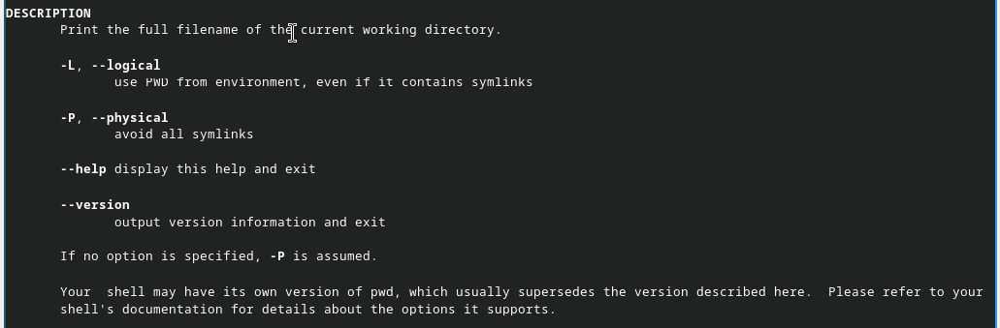 DESCRIPTION
Print the full filename of the current working directory.
-L, --logical
use PWD from environment, even if it contains symlinks
-P, --physical
avoid all symlinks
--help display this help and exit
--version
output version information and exit
If no option is specified, -P is assumed.
Your  shell may have its own version of pwd, which usually supersedes the version described here.  Please refer to your
shell's documentation for details about the options it supports.